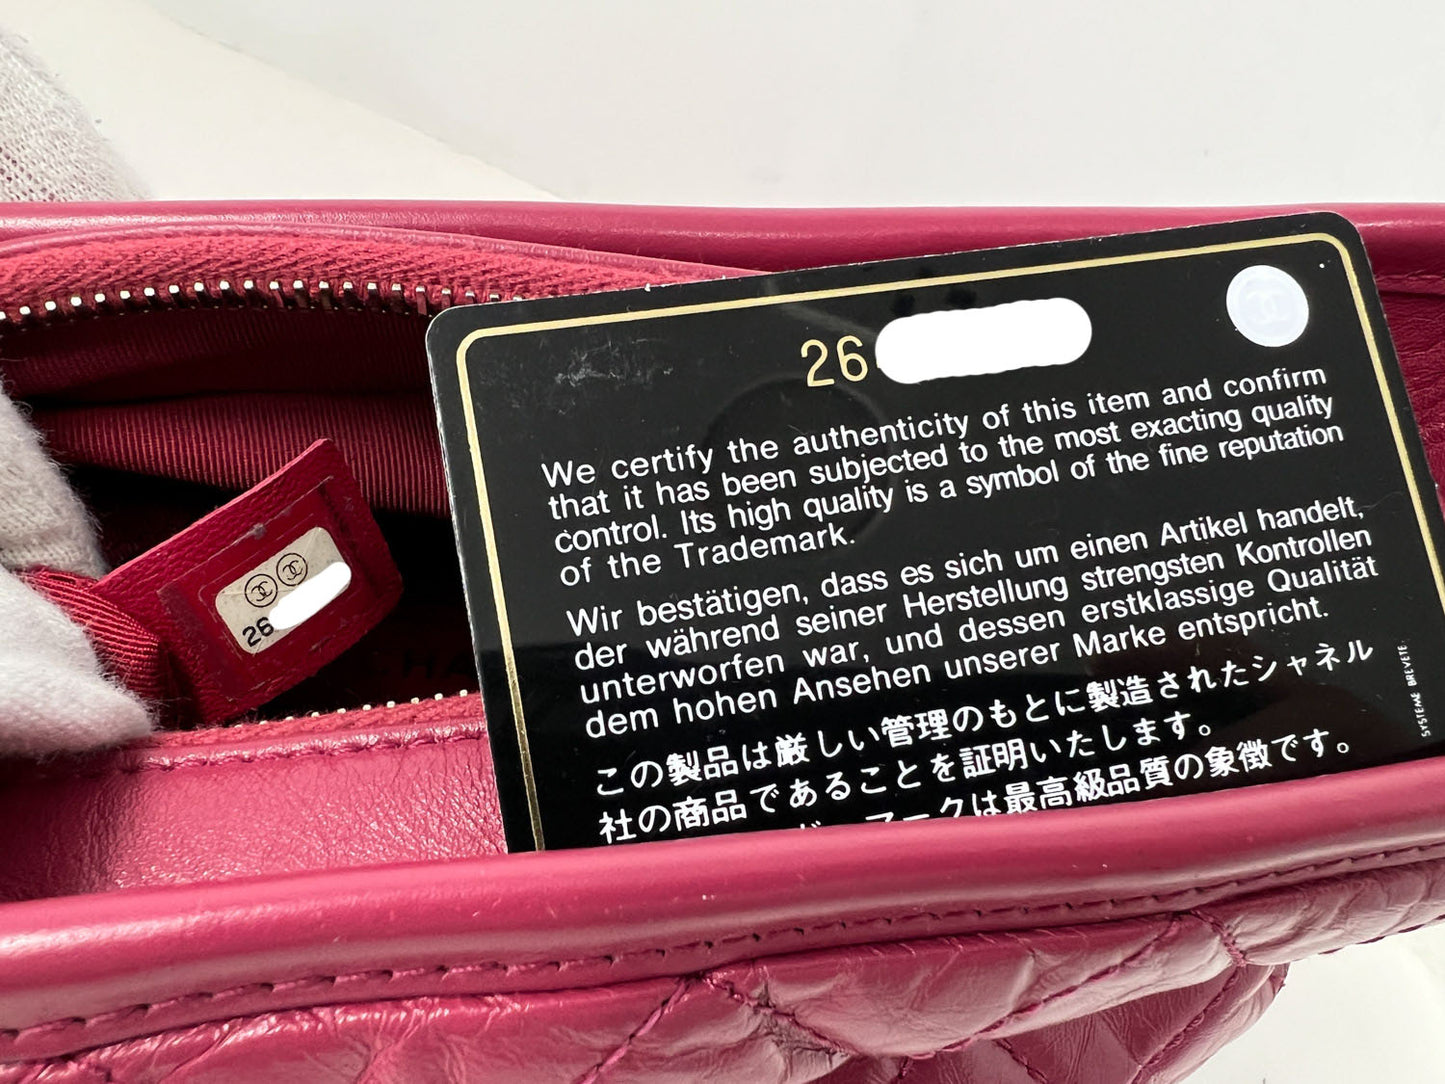 26
We certify the authenticity of this item and confirm
that it has been subjected to the most exacting quality
control. Its high quality is a symbol of the fine reputation
of the Trademark.
Wir bestätigen, dass es sich um einen Artikel handelt,
der während seiner Herstellung strengsten Kontrollen
unterworfen war, und dessen erstklassige Qualität
dem hohen Ansehen unserer Marke entspricht.
この製品は厳しい管理のもとに製造されたシャネル
社の商品であることを証明いたします。
マークは最高級品質の象徴です。
SYSTEME BREVETE
26